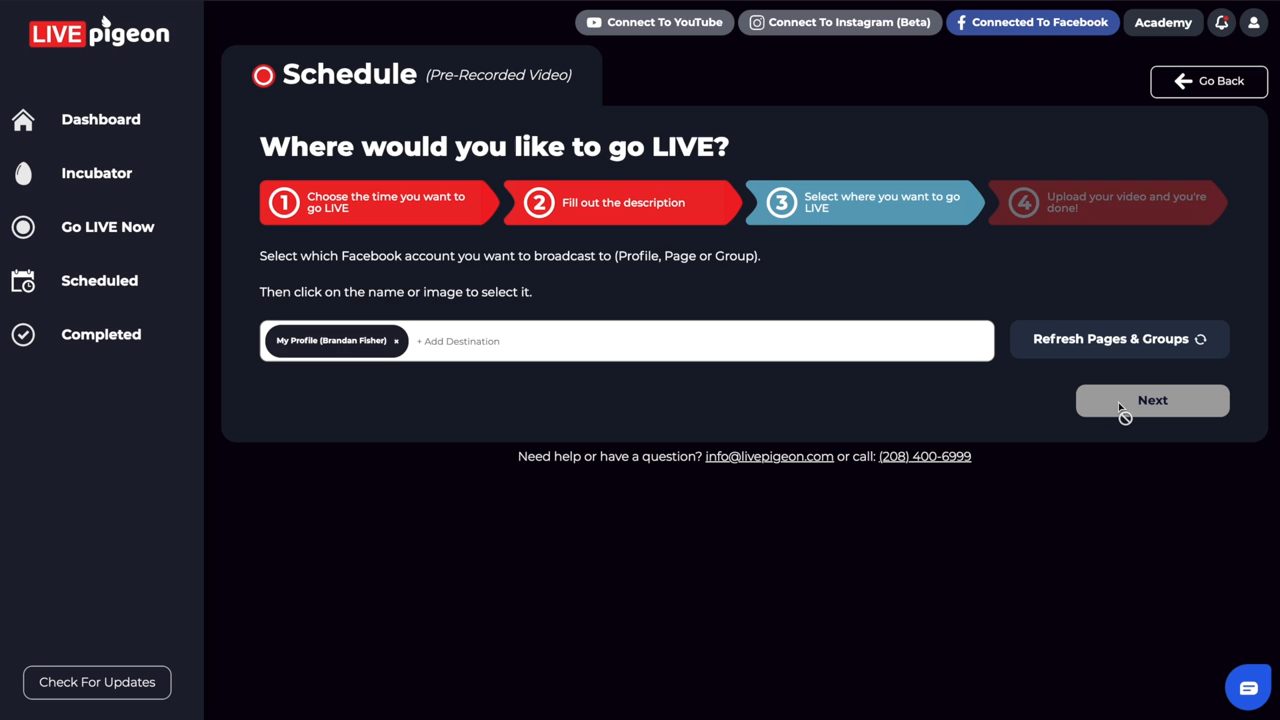 LIVE pigeon
Connect To YouTube
Connect To Instagram (Beta)
Connected To Facebook
Academy
Dashboard
Incubator
Go LIVE Now
Scheduled
Completed
Check For Updates
Schedule (Pre-Recorded Video)
Go Back
Where would you like to go LIVE?
1 Choose the time you want to
go LIVE
2 Fill out the description
3 Select where you want to go
LIVE
4 Upload your video and you're
done!
Select which Facebook account you want to broadcast to (Profile, Page or Group).
Then click on the name or image to select it.
My Profile (Brandan Fisher) × + Add Destination
Refresh Pages & Groups
Next
Need help or have a question? info@livepigeon.com or call: (208) 400-6999